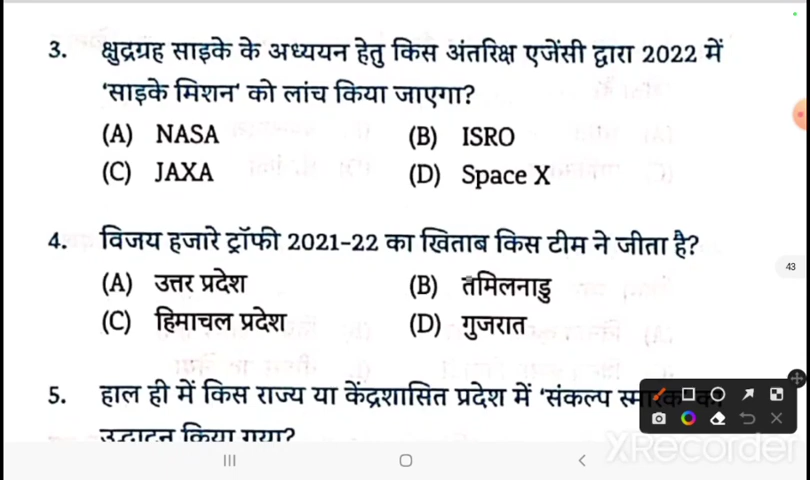 3. क्षुद्रग्रह साइके के अध्ययन हेतु किस अंतरिक्ष एजेंसी द्वारा 2022 में
'साइके मिशन' को लांच किया जाएगा?
(A) NASA (B) ISRO
(C) JAXA (D) Space X
4. विजय हजारे ट्रॉफी 2021-22 का खिताब किस टीम ने जीता है?
(A) उत्तर प्रदेश (B) तमिलनाडु
43
(C) हिमाचल प्रदेश (D) गुजरात
5. हाल ही में किस राज्य या केंद्रशासित प्रदेश में 'संकल्प
उद्घाटन किया गया?
XRecorder